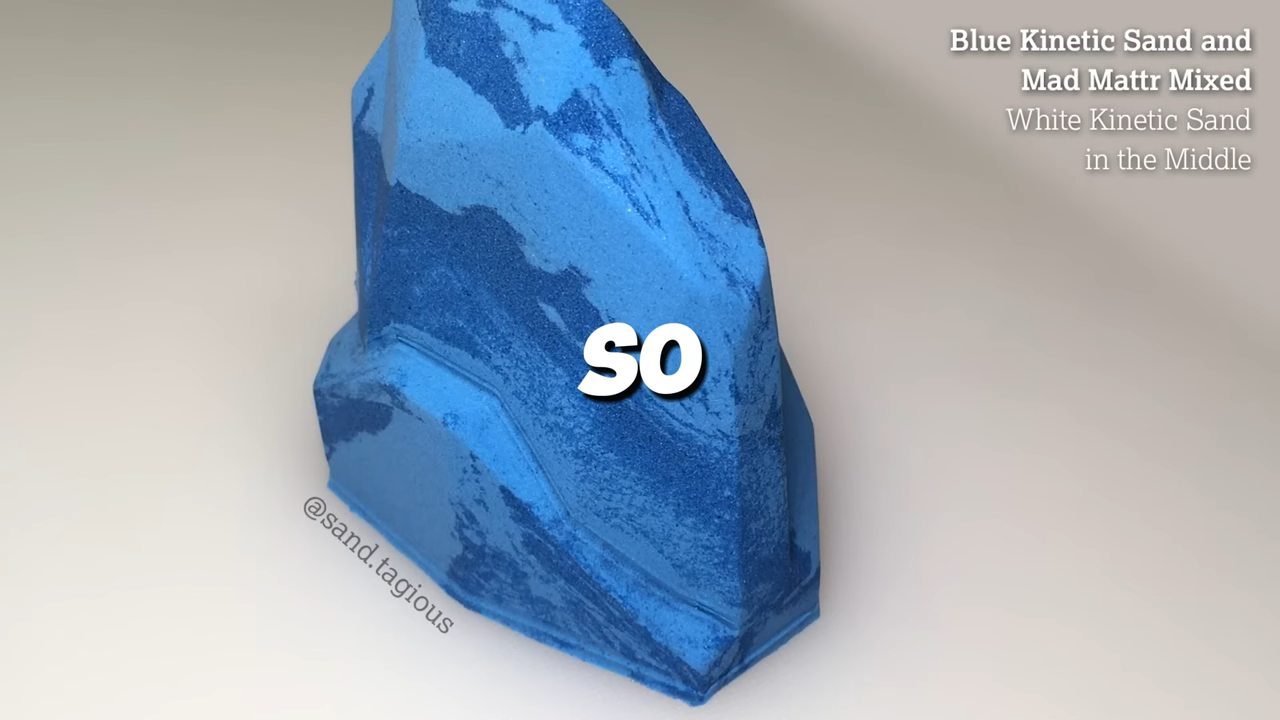 Blue Kinetic Sand and
Mad Mattr Mixed
White Kinetic Sand
in the Middle
SO
@sand.tagious